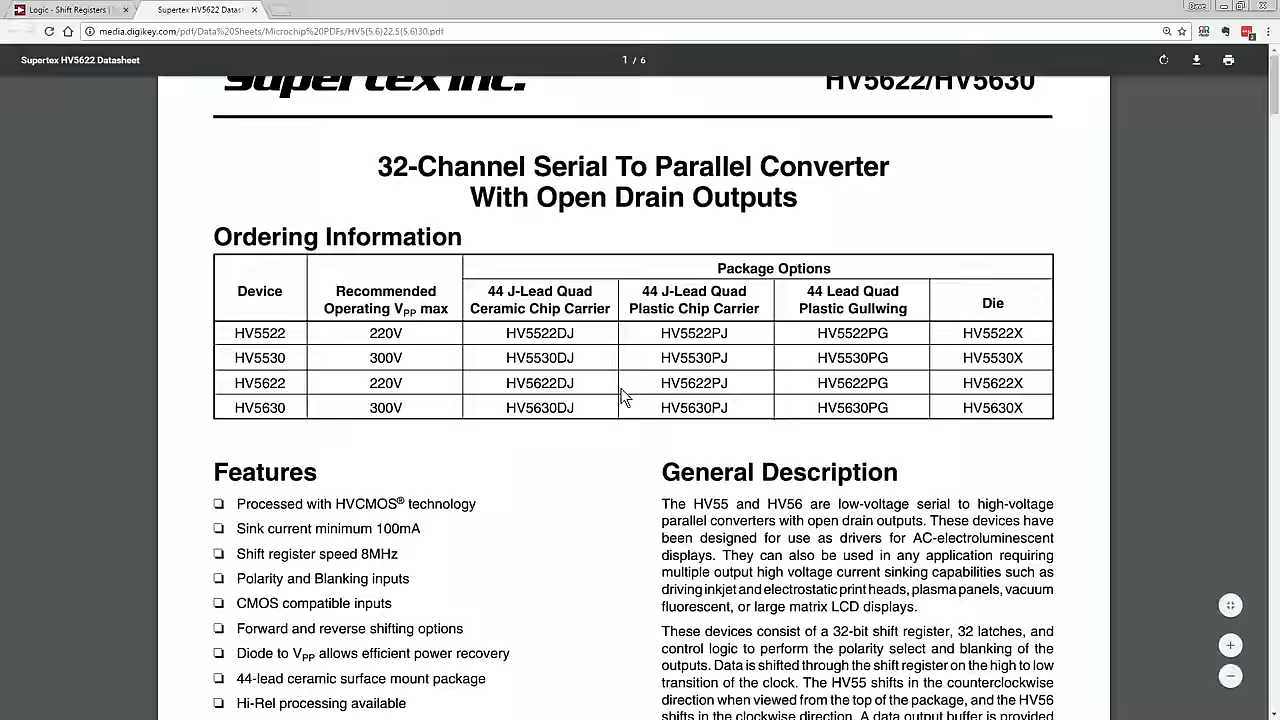 Logic - Shift Registers |
Supertex HV5622 Datas
media.digikey.com/pdf/Data%20Sheets/Microchip%20PDFs/HV5(5,6)22,5(5,6)30.pdf
Supertex HV5622 Datasheet
1 / 6
Supertex inc.
HV5622/HV5630
32-Channel Serial To Parallel Converter
With Open Drain Outputs
Ordering Information
Package Options
Device
Recommended Operating VPP max
44 J-Lead Quad Ceramic Chip Carrier
44 J-Lead Quad Plastic Chip Carrier
44 Lead Quad Plastic Gullwing
Die
HV5522 220V HV5522DJ HV5522PJ HV5522PG HV5522X
HV5530 300V HV5530DJ HV5530PJ HV5530PG HV5530X
HV5622 220V HV5622DJ HV5622PJ HV5622PG HV5622X
HV5630 300V HV5630DJ HV5630PJ HV5630PG HV5630X
Features
❏ Processed with HVCMOS® technology
❏ Sink current minimum 100mA
❏ Shift register speed 8MHz
❏ Polarity and Blanking inputs
❏ CMOS compatible inputs
❏ Forward and reverse shifting options
❏ Diode to VPP allows efficient power recovery
❏ 44-lead ceramic surface mount package
❏ Hi-Rel processing available
General Description
The HV55 and HV56 are low-voltage serial to high-voltage
parallel converters with open drain outputs. These devices have
been designed for use as drivers for AC-electroluminescent
displays. They can also be used in any application requiring
multiple output high voltage current sinking capabilities such as
driving inkjet and electrostatic print heads, plasma panels, vacuum
fluorescent, or large matrix LCD displays.
These devices consist of a 32-bit shift register, 32 latches, and
control logic to perform the polarity select and blanking of the
outputs. Data is shifted through the shift register on the high to low
transition of the clock. The HV55 shifts in the counterclockwise
direction when viewed from the top of the package, and the HV56
shifts in the clockwise direction. A data output buffer is provided